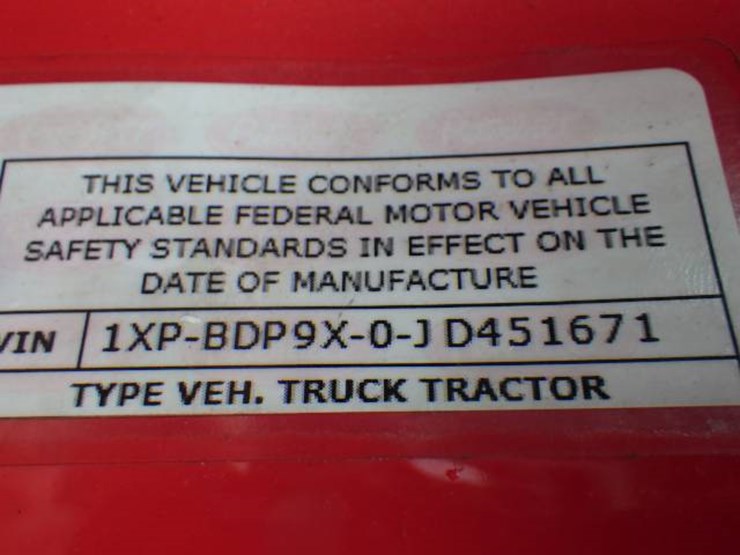 THIS VEHICLE CONFORMS TO ALL
APPLICABLE FEDERAL MOTOR VEHICLE
SAFETY STANDARDS IN EFFECT ON THE
DATE OF MANUFACTURE
VIN 1XP-BDP9X-0-JD451671
TYPE VEH. TRUCK TRACTOR